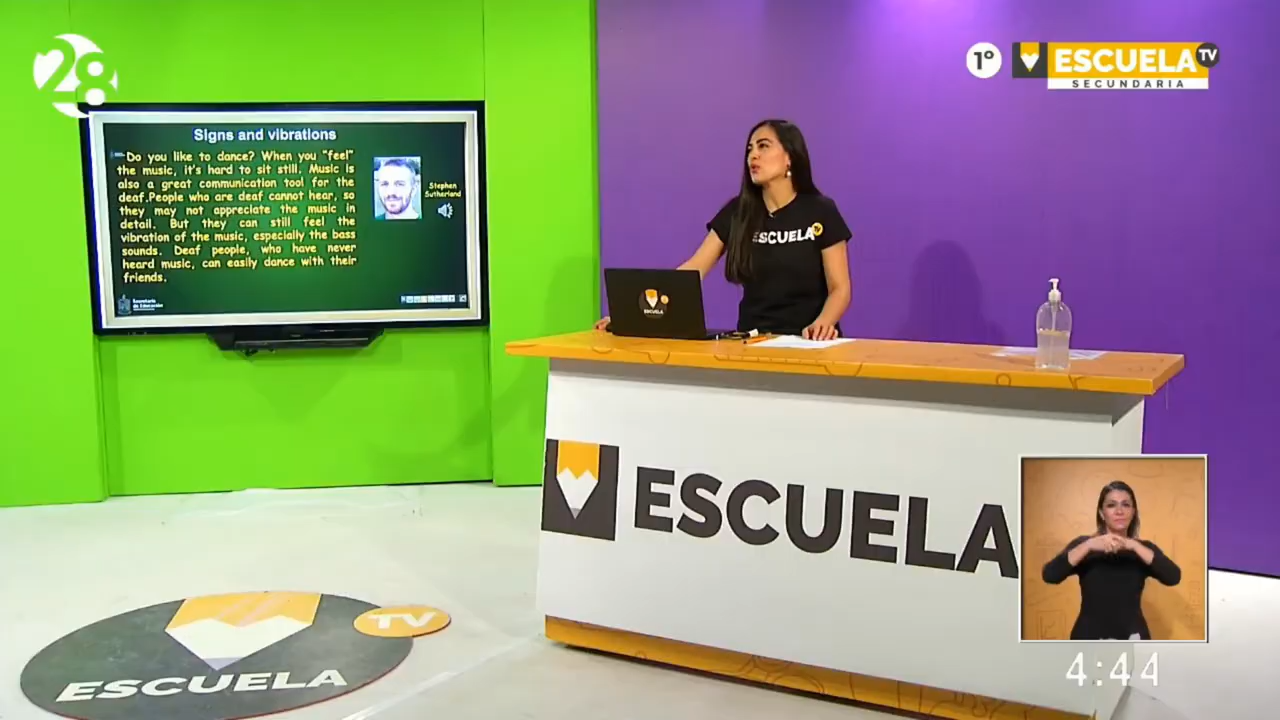 28
1º
ESCUELA TV
SECUNDARIA
Signs and vibrations
Do you like to dance? When you "feel"
the music, it's hard to sit still. Music is
also a great communication tool for the
deaf.People who are deaf cannot hear, so
they may not appreciate the music in
detail. But they can still feel the
vibration of the music, especially the bass
sounds. Deaf people, who have never
heard music, can easily dance with their
friends.
Stephen
Sutherland
Secretaría
de Educación
ESCUELA TV
ESCUELA
ESCUELA
TV
ESCUELA
4:44